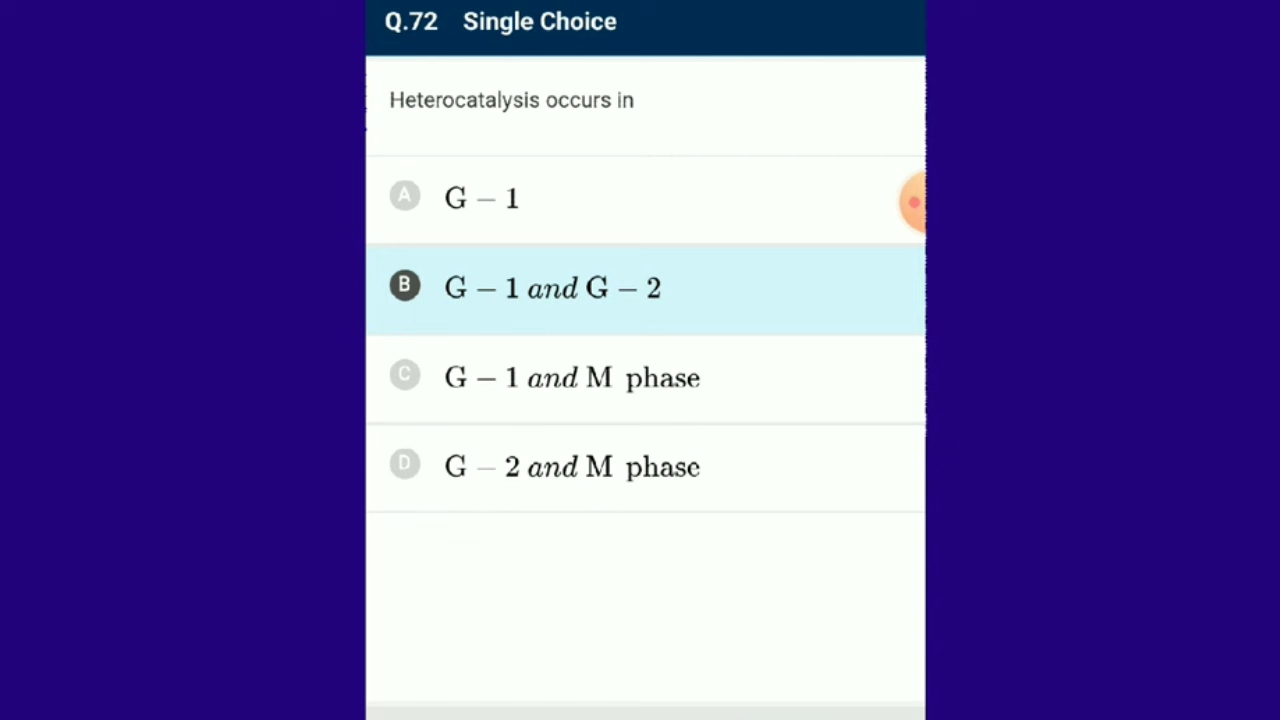 Q.72 Single Choice
Heterocatalysis occurs in
A G – 1
B G – 1 and G – 2
C G – 1 and M phase
D G – 2 and M phase